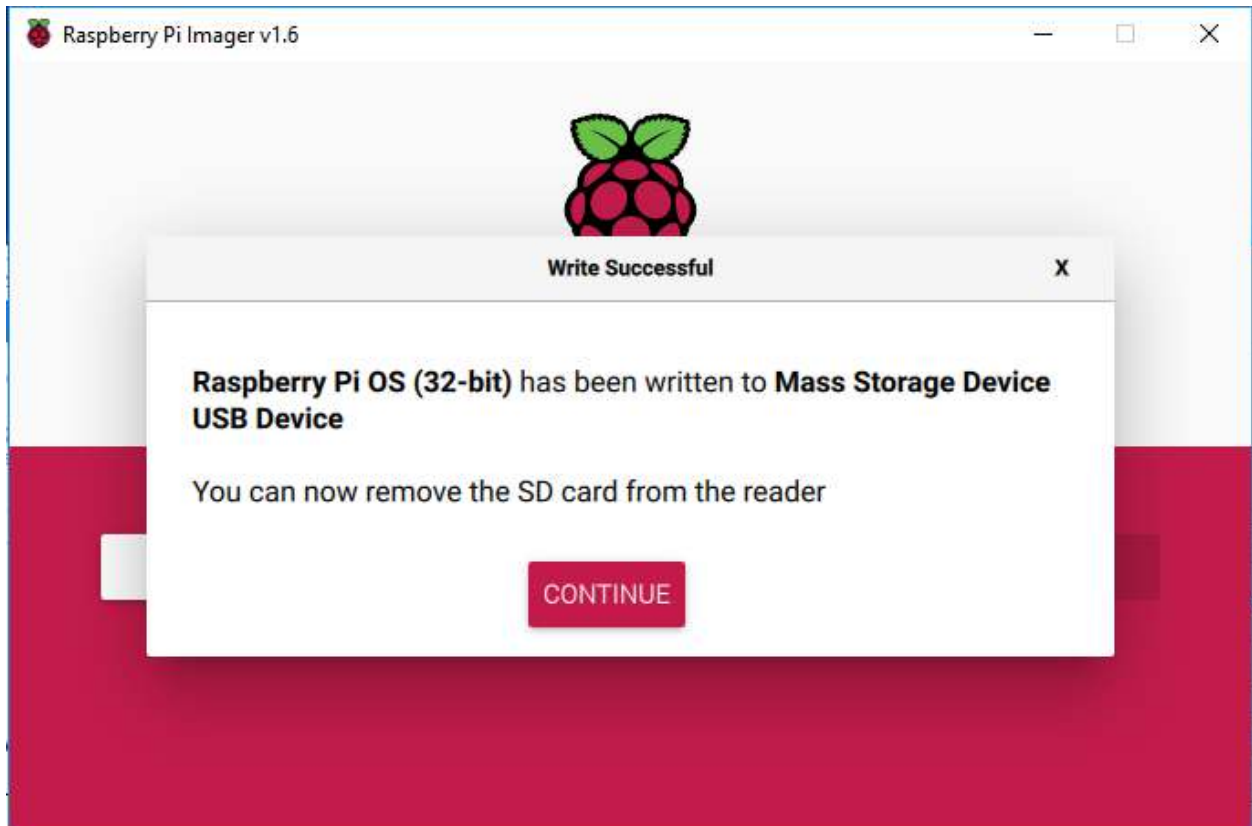 Raspberry Pi Imager v1.6
Write Successful
X
Raspberry Pi OS (32-bit) has been written to Mass Storage Device
USB Device
You can now remove the SD card from the reader
CONTINUE